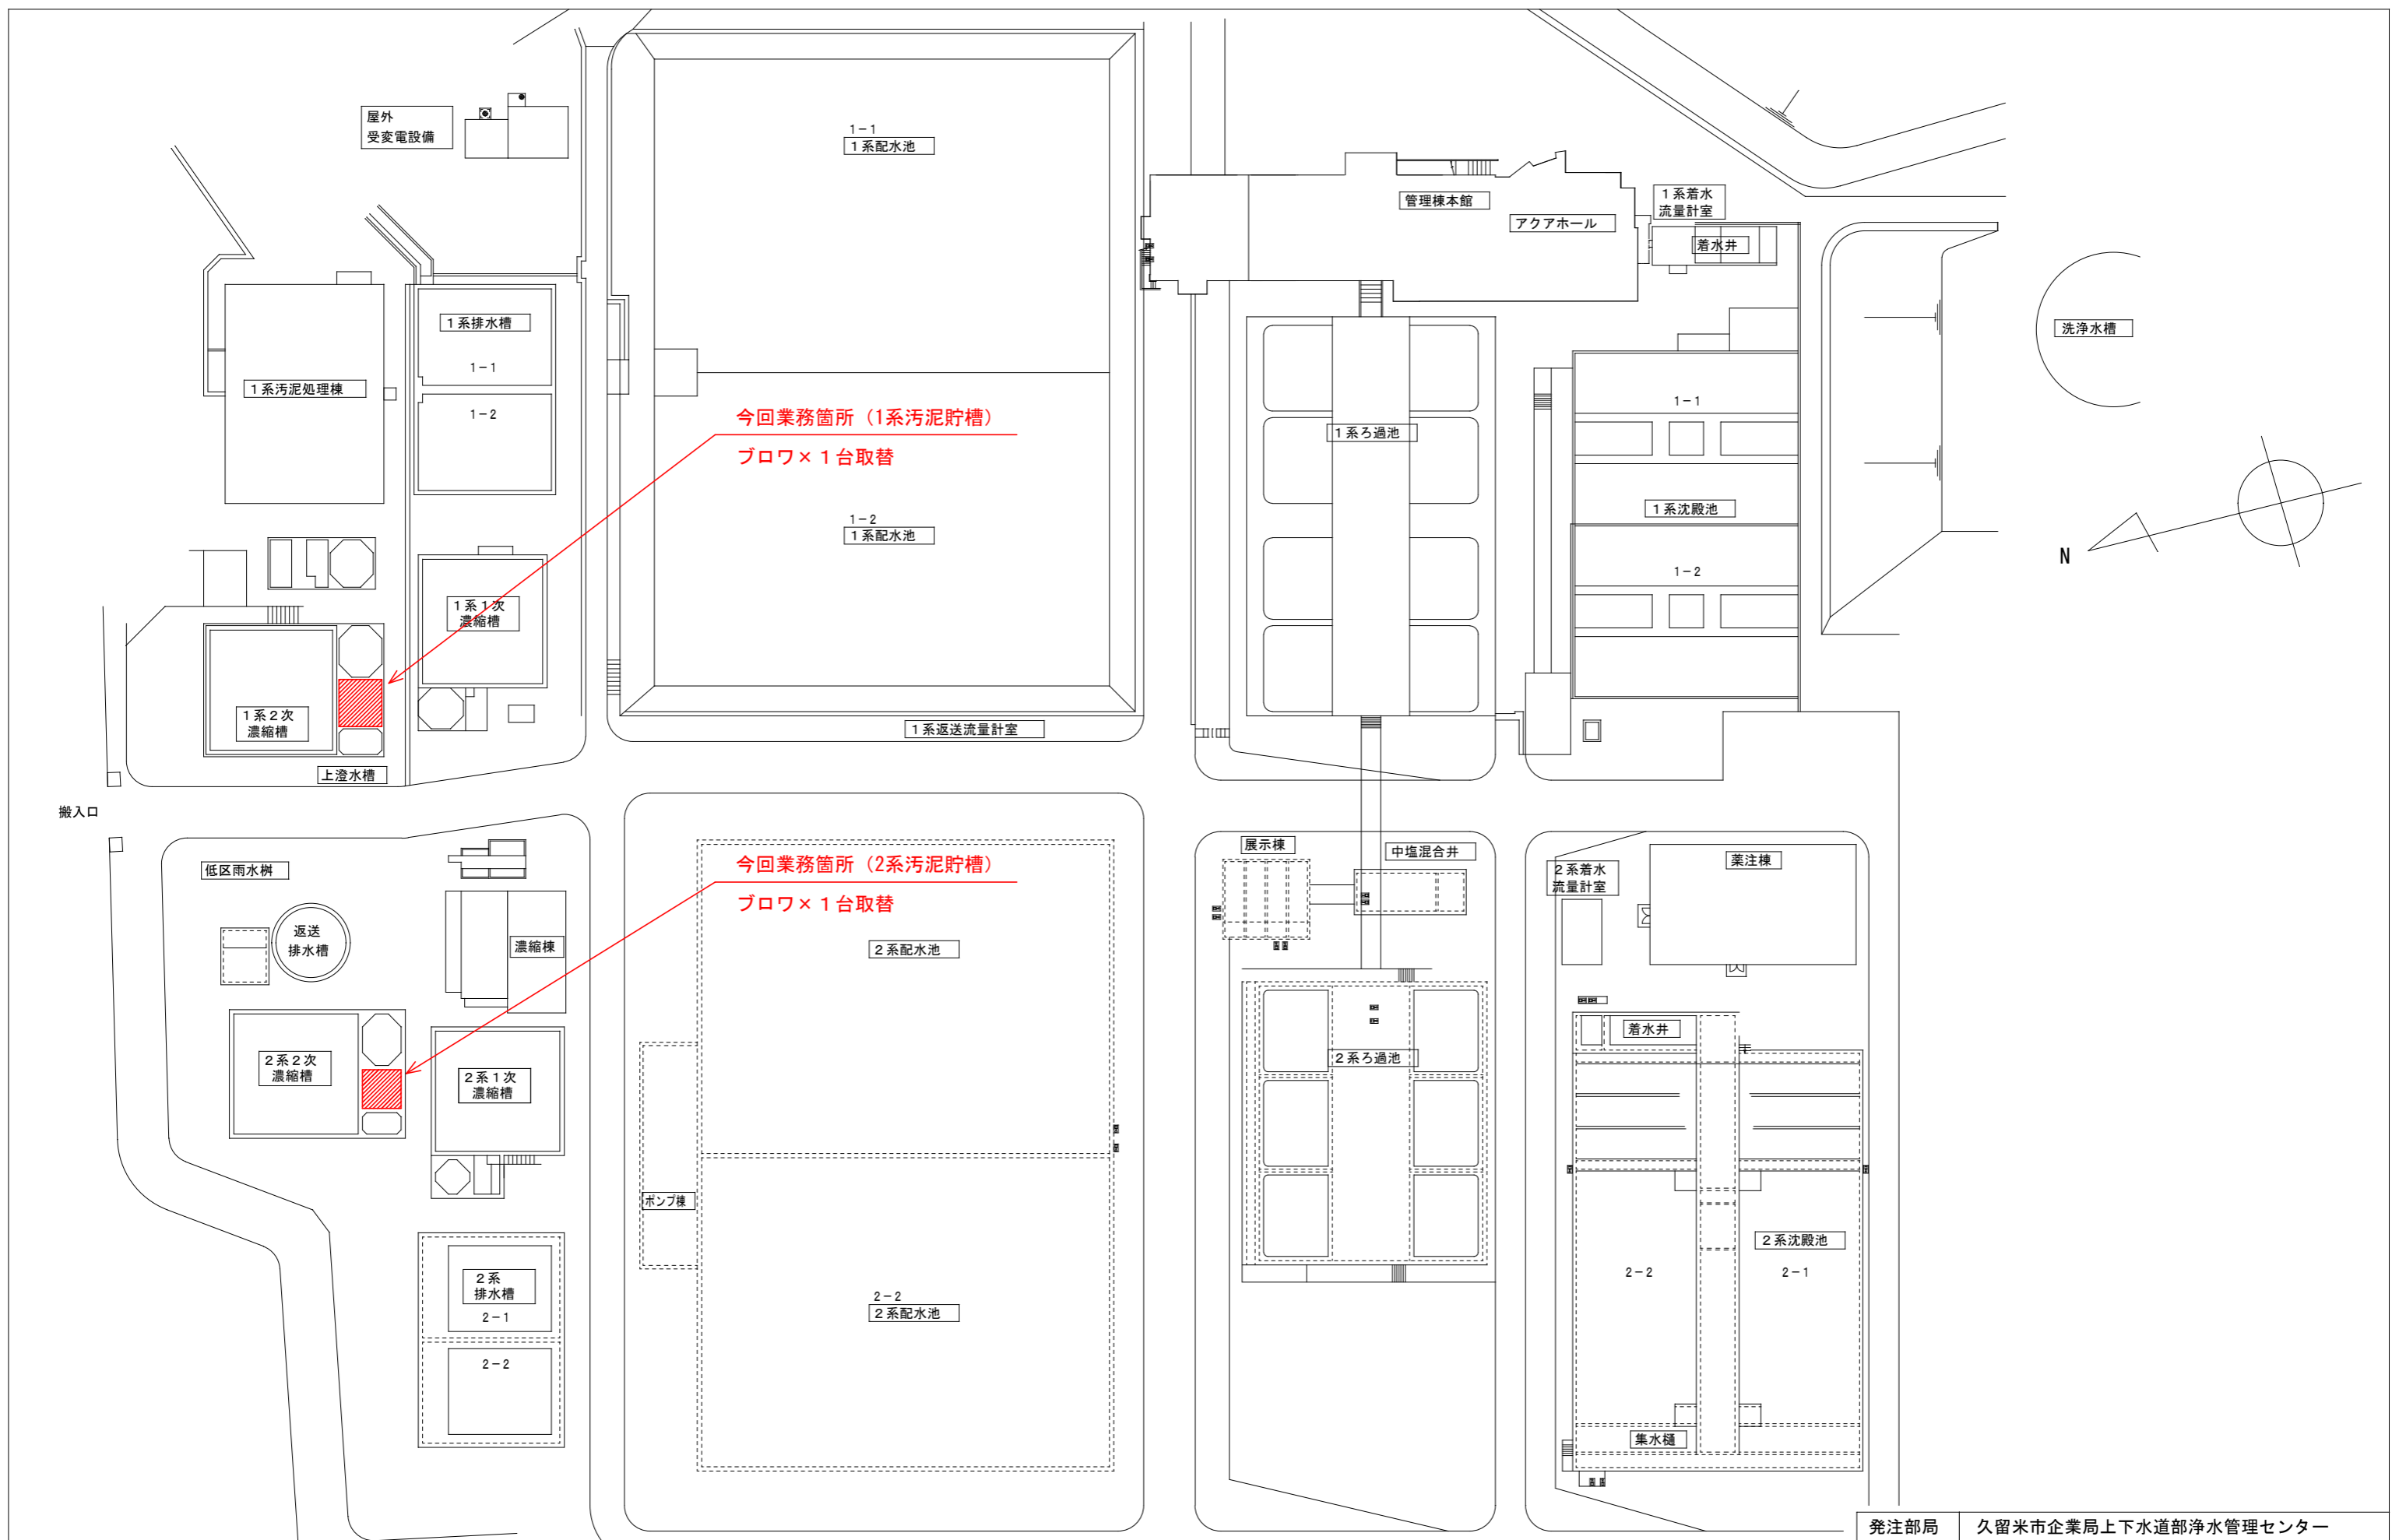 屋外
受変電設備
1－1
1系配水池
管理棟本館
アクアホール
1系着水
流量計室
着水井
洗浄水槽
1系排水槽
1－1
1－2
1系汚泥処理棟
今回業務箇所（1系汚泥貯槽）
ブロワ×１台取替
1系ろ過池
1－1
1系沈殿池
1－2
1－2
1系配水池
N
1系1次
濃縮槽
1系2次
濃縮槽
1系返送流量計室
上澄水槽
搬入口
低区雨水桝
返送
排水槽
濃縮棟
今回業務箇所（2系汚泥貯槽）
ブロワ×１台取替
2系配水池
展示棟
中塩混合井
2系着水
流量計室
薬注棟
着水井
2系2次
濃縮槽
2系1次
濃縮槽
2系ろ過池
ポンプ棟
2系沈殿池
2－2
2－1
2系
排水槽
2－1
2－2
2－2
2系配水池
集水樋
発注部局
久留米市企業局上下水道部浄水管理センター